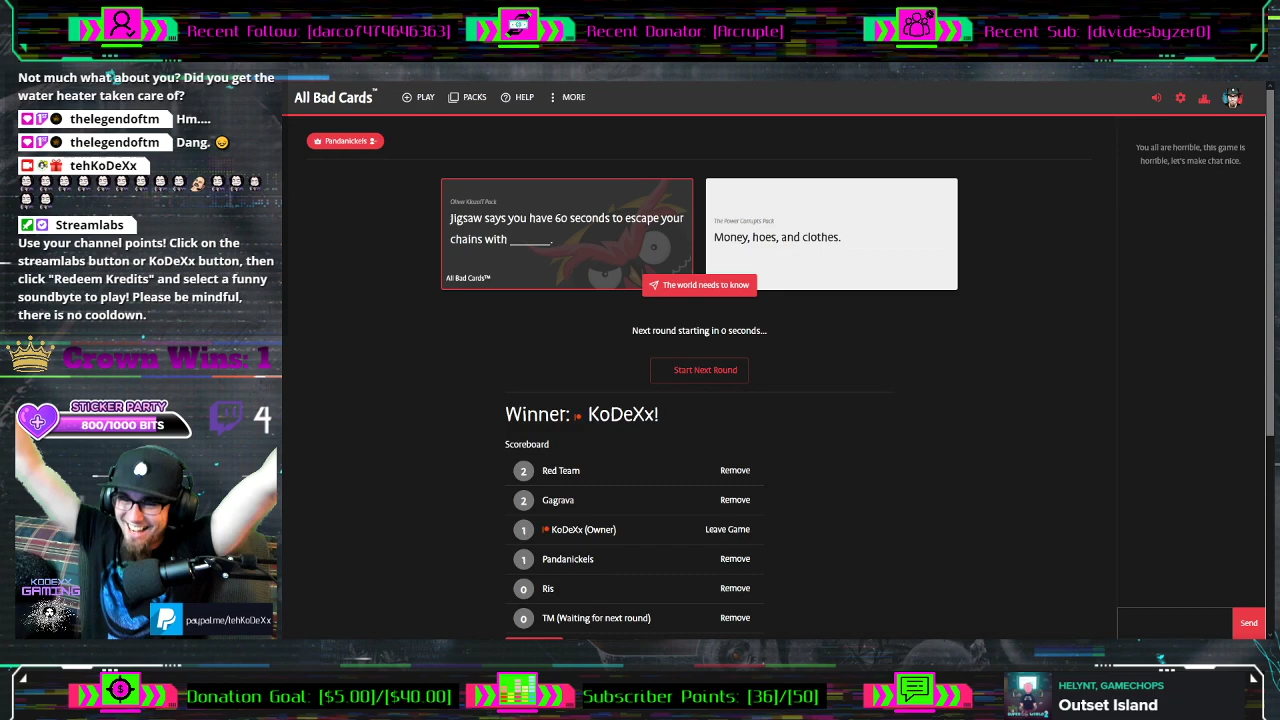 Recent Follow: [darco7474646363]
Recent Donator: [Arcruple]
Recent Sub: [dividesbyzer0]
Not much what about you? Did you get the
water heater taken care of?
thelegendoftm Hm....
thelegendoftm Dang.
tehKoDeXx
Streamlabs
Use your channel points! Click on the
streamlabs button or KoDeXx button, then
click "Redeem Kredits" and select a funny
soundbyte to play! Please be mindful,
there is no cooldown.
Crown Wins: 1
STICKER PARTY
800/1000 BITS
4
KODEXX
GAMING
paypal.me/tehKoDeXx
All Bad Cards™
PLAY
PACKS
HELP
MORE
Pandanickels
Oliver Klozoff Pack
Jigsaw says you have 60 seconds to escape your
chains with _______.
All Bad Cards™
The Power Corrupts Pack
Money, hoes, and clothes.
The world needs to know
Next round starting in 0 seconds...
Start Next Round
Winner: KoDeXx!
Scoreboard
2 Red Team Remove
2 Gagrava Remove
1 KoDeXx (Owner) Leave Game
1 Pandanickels Remove
0 Ris Remove
0 TM (Waiting for next round) Remove
You all are horrible, this game is
horrible, let's make chat nice.
Send
Donation Goal: [$5.00]/[$40.00]
Subscriber Points: [36]/[50]
HELYNT, GAMECHOPS
Outset Island